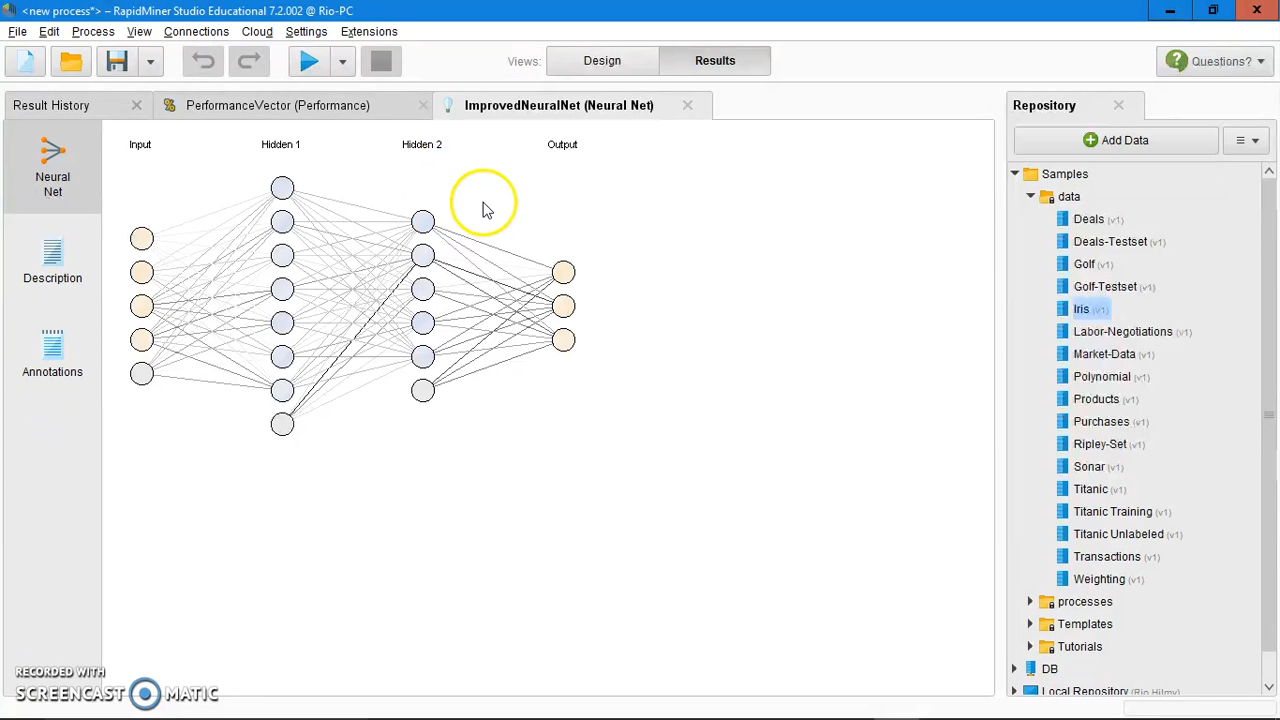 <new process*> – RapidMiner Studio Educational 7.2.002 @ Rio-PC
File Edit Process View Connections Cloud Settings Extensions
Views: Design Results Questions?
Result History PerformanceVector (Performance) ImprovedNeuralNet (Neural Net) Repository
Input Hidden 1 Hidden 2 Output
Neural
Net
Description
Annotations
Add Data
Samples
data
Deals (v1)
Deals-Testset (v1)
Golf (v1)
Golf-Testset (v1)
Iris (v1)
Labor-Negotiations (v1)
Market-Data (v1)
Polynomial (v1)
Products (v1)
Purchases (v1)
Ripley-Set (v1)
Sonar (v1)
Titanic (v1)
Titanic Training (v1)
Titanic Unlabeled (v1)
Transactions (v1)
Weighting (v1)
processes
Templates
Tutorials
DB
Local Repository (Rio Hilmy)
RECORDED WITH
SCREENCAST MATIC